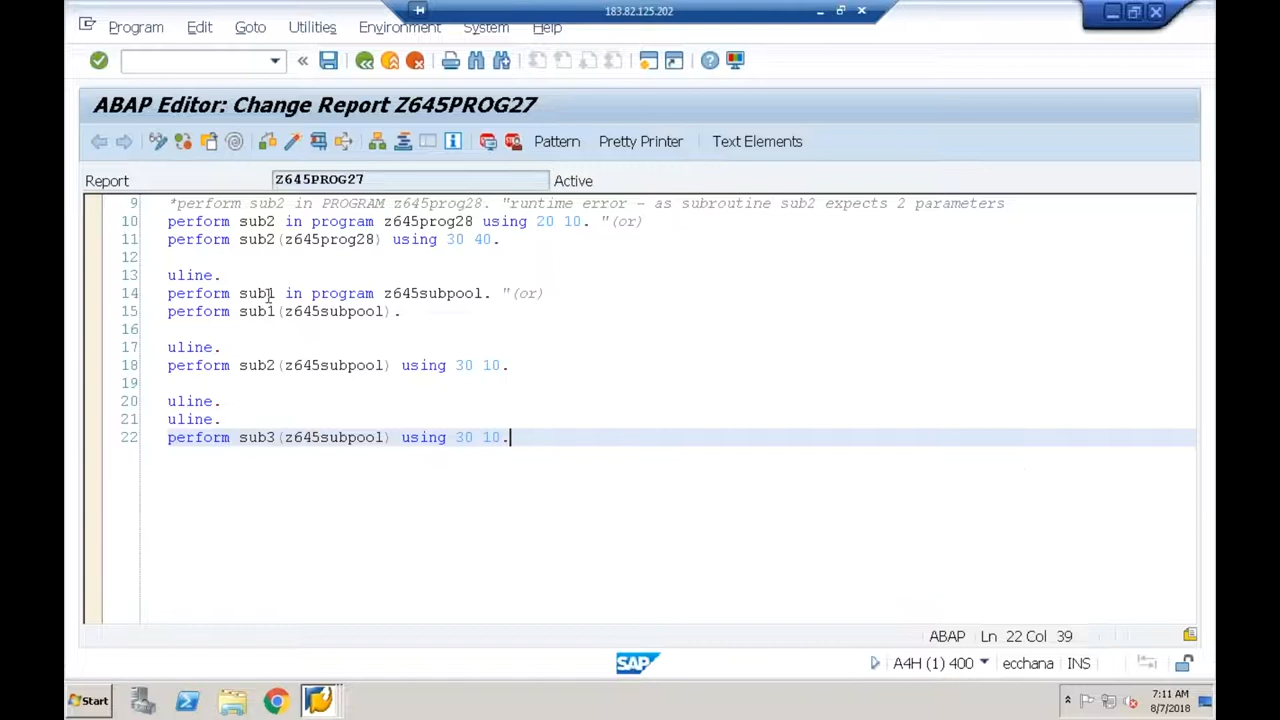 183.82.125.202
Program Edit Goto Utilities Environment System Help
ABAP Editor: Change Report Z645PROG27
Pattern Pretty Printer Text Elements
Report Z645PROG27 Active
9 *perform sub2 in PROGRAM z645prog28. "runtime error - as subroutine sub2 expects 2 parameters
10 perform sub2 in program z645prog28 using 20 10. "(or)
11 perform sub2(z645prog28) using 30 40.
12
13 uline.
14 perform sub1 in program z645subpool. "(or)
15 perform sub1(z645subpool).
16
17 uline.
18 perform sub2(z645subpool) using 30 10.
19
20 uline.
21 uline.
22 perform sub3(z645subpool) using 30 10.
ABAP Ln 22 Col 39
SAP A4H (1) 400 ecchana INS
Start 7:11 AM
8/7/2018